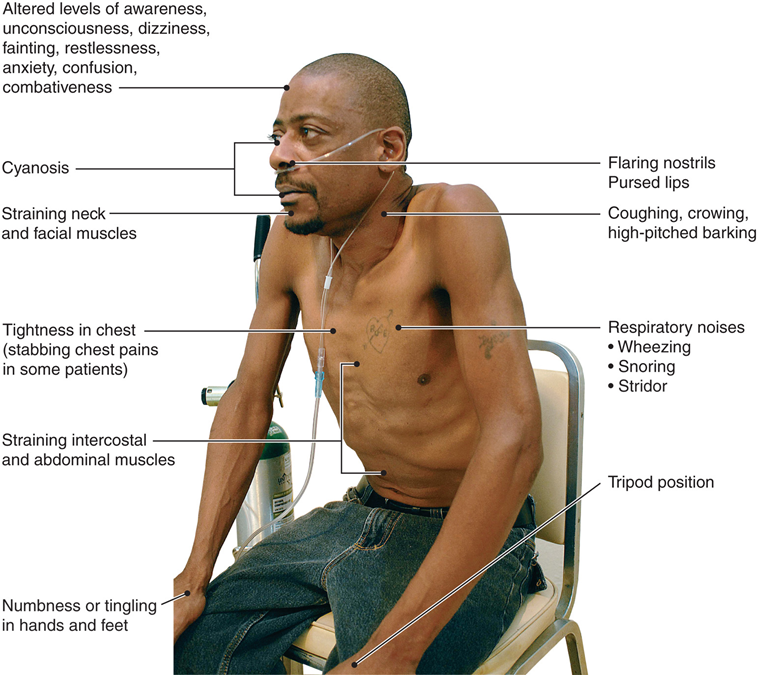 Altered levels of awareness,
unconsciousness, dizziness,
fainting, restlessness,
anxiety, confusion,
combativeness
Cyanosis
Straining neck
and facial muscles
Tightness in chest
(stabbing chest pains
in some patients)
Straining intercostal
and abdominal muscles
Numbness or tingling
in hands and feet
Flaring nostrils
Pursed lips
Coughing, crowing,
high-pitched barking
Respiratory noises
• Wheezing
• Snoring
• Stridor
Tripod position